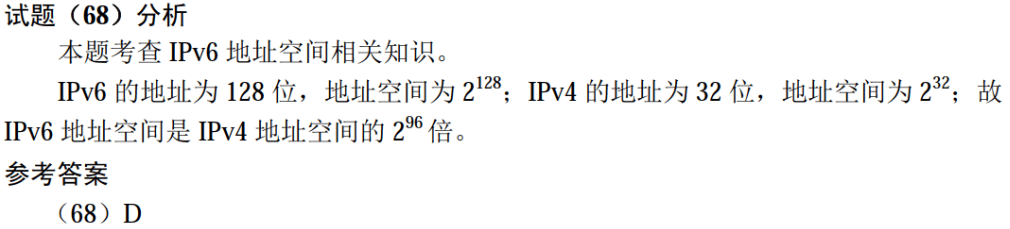 试题（68）分析
本题考查 IPv6 地址空间相关知识。
IPv6 的地址为 128 位，地址空间为 2¹²⁸；IPv4 的地址为 32 位，地址空间为 2³²；故
IPv6 地址空间是 IPv4 地址空间的 2⁹⁶ 倍。
参考答案
（68）D